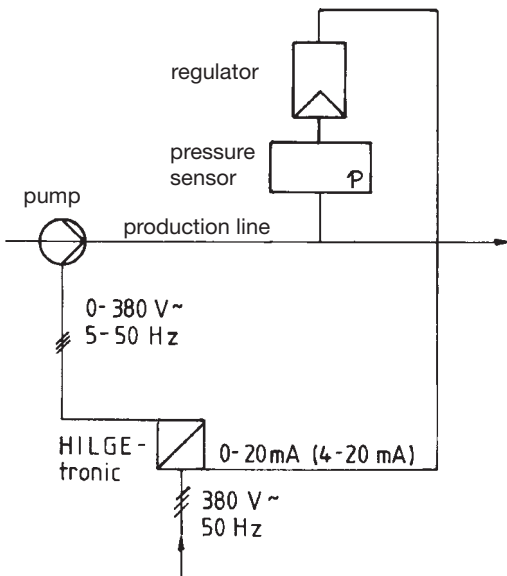 regulator
pressure
sensor
P
pump
production line
0-380 V~
5-50 Hz
HILGE-
tronic
0-20mA (4-20 mA)
380 V~
50 Hz